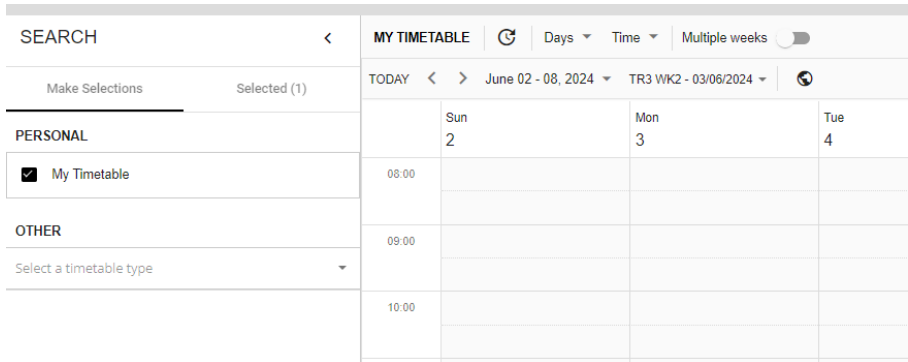 SEARCH
MY TIMETABLE
Days
Time
Multiple weeks
Make Selections
Selected (1)
TODAY
June 02 - 08, 2024
TR3 WK2 - 03/06/2024
PERSONAL
My Timetable
OTHER
Select a timetable type
Sun
2
Mon
3
Tue
4
08:00
09:00
10:00